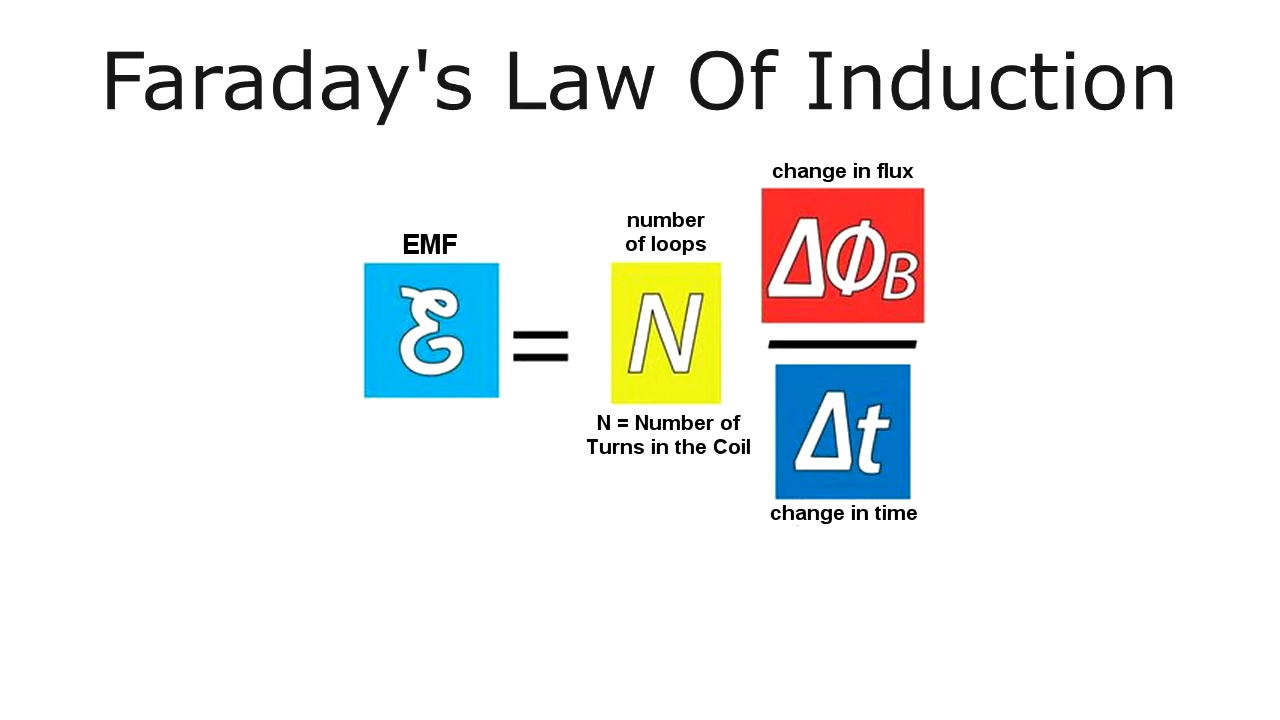 Faraday's Law Of Induction
EMF
ℰ
=
number
of loops
N
N = Number of
Turns in the Coil
change in flux
ΔΦB
Δt
change in time